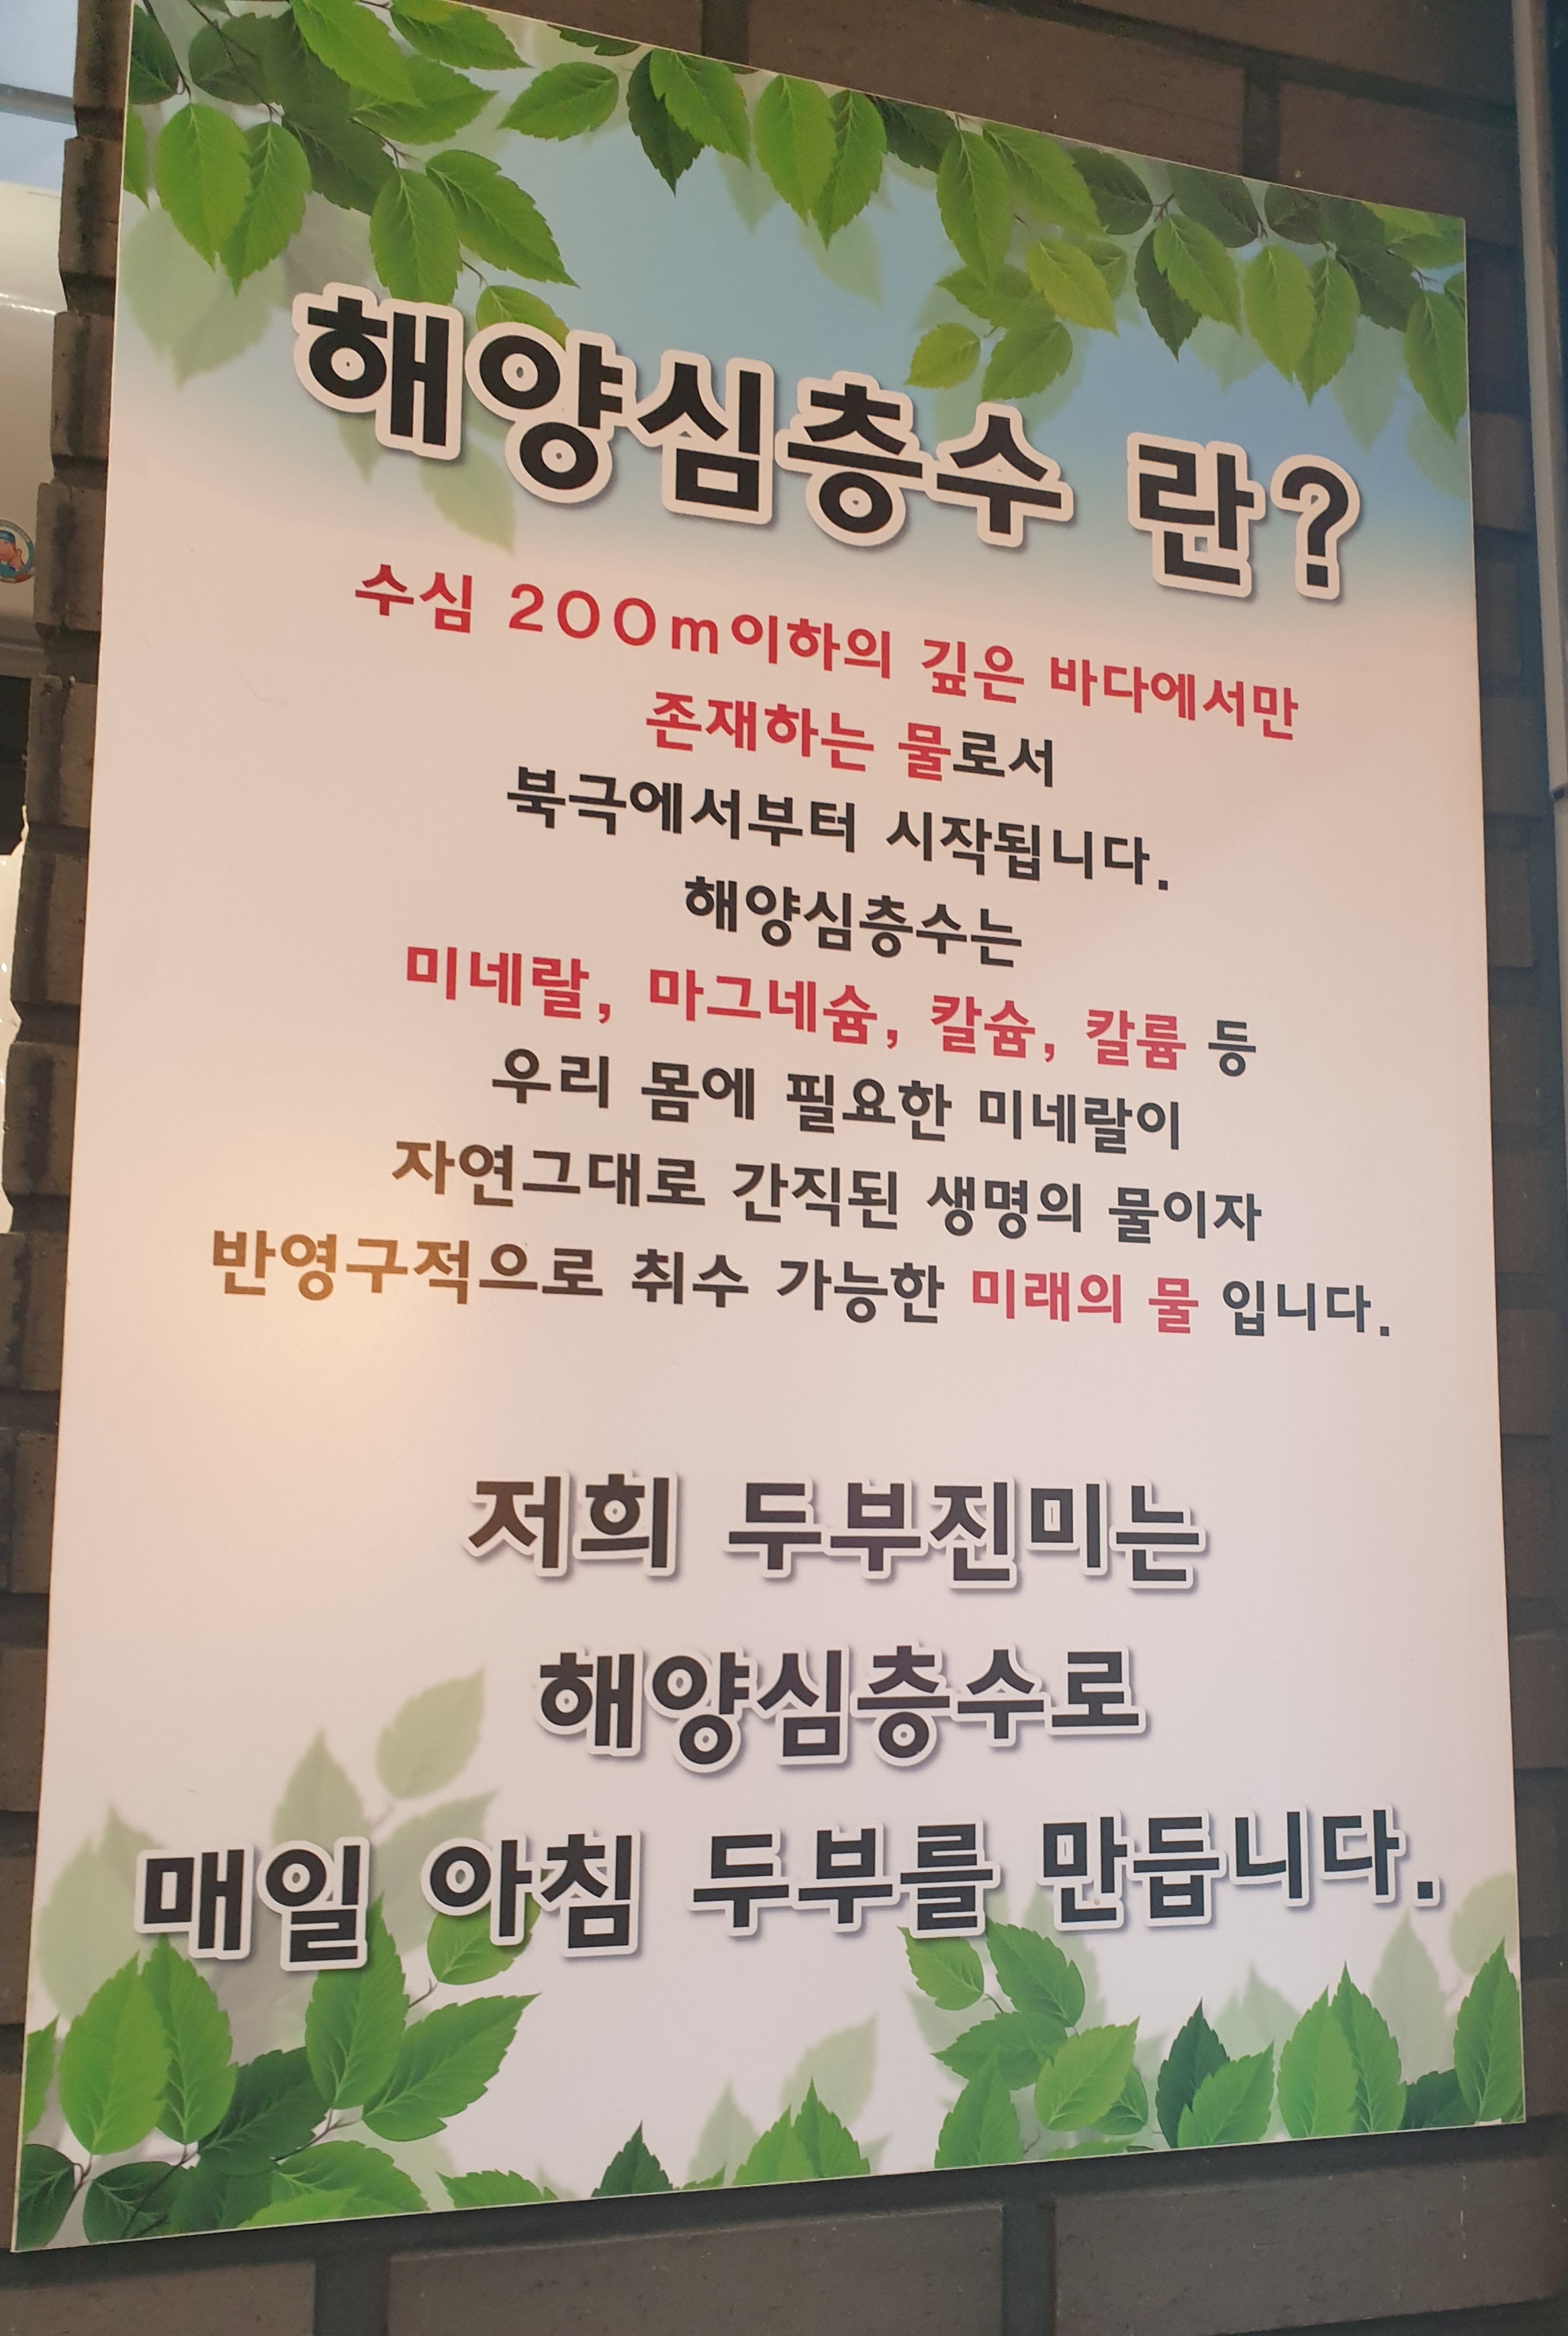 해양심층수 란?
수심 200m이하의 깊은 바다에서만
존재하는 물로서
북극에서부터 시작됩니다.
해양심층수는
미네랄, 마그네슘, 칼슘, 칼륨 등
우리 몸에 필요한 미네랄이
자연그대로 간직된 생명의 물이자
반영구적으로 취수 가능한 미래의 물 입니다.
저희 두부진미는
해양심층수로
매일 아침 두부를 만듭니다.